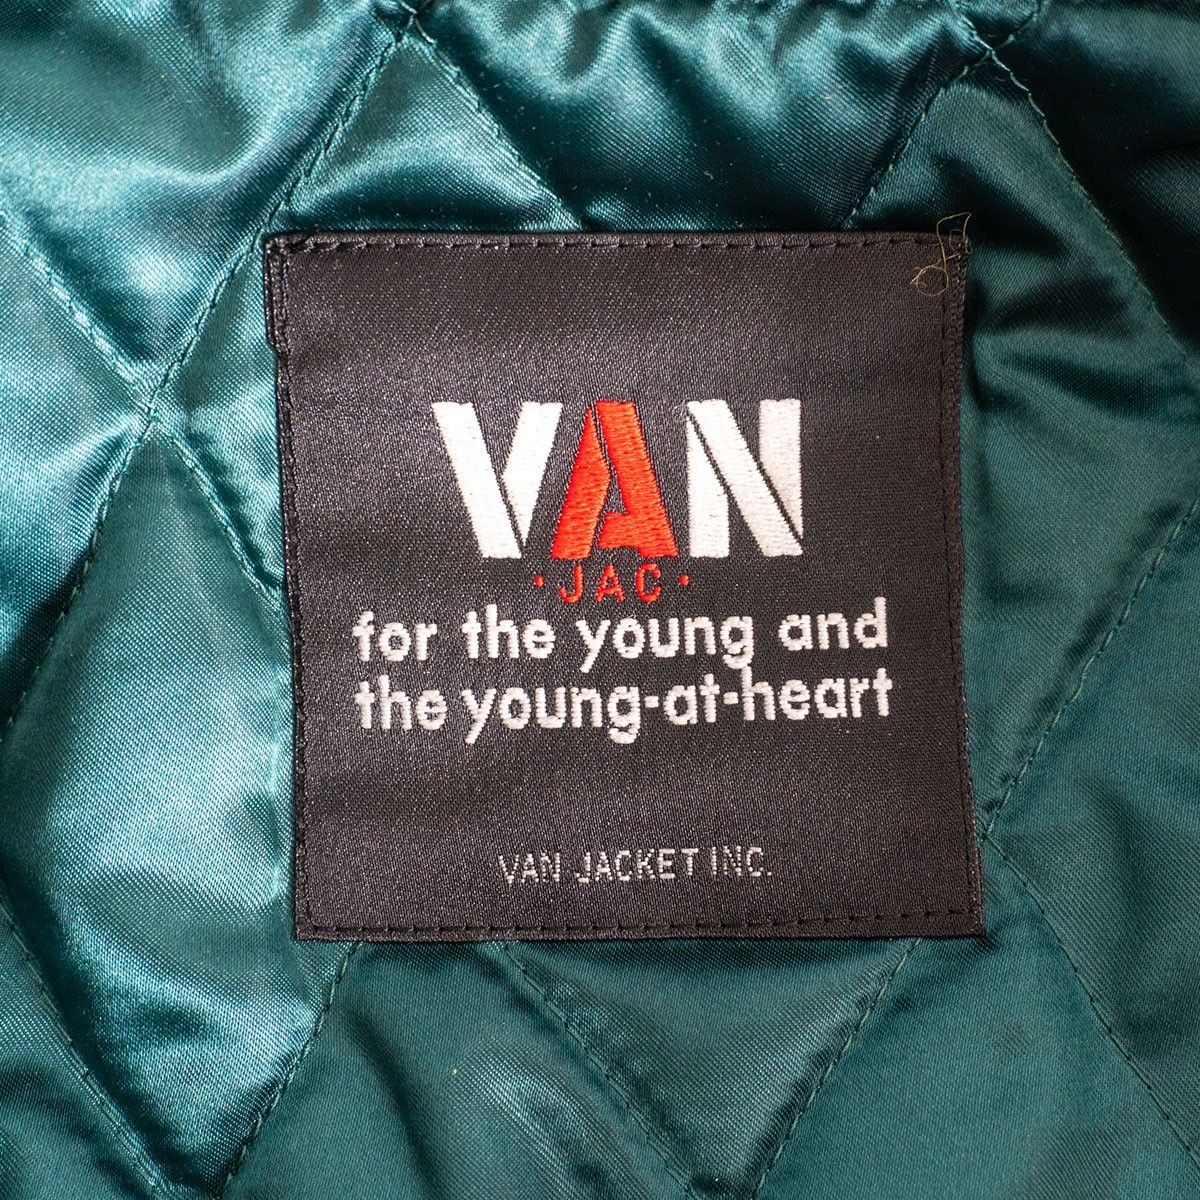 VAN
· JAC ·
for the young and
the young-at-heart
VAN JACKET INC.